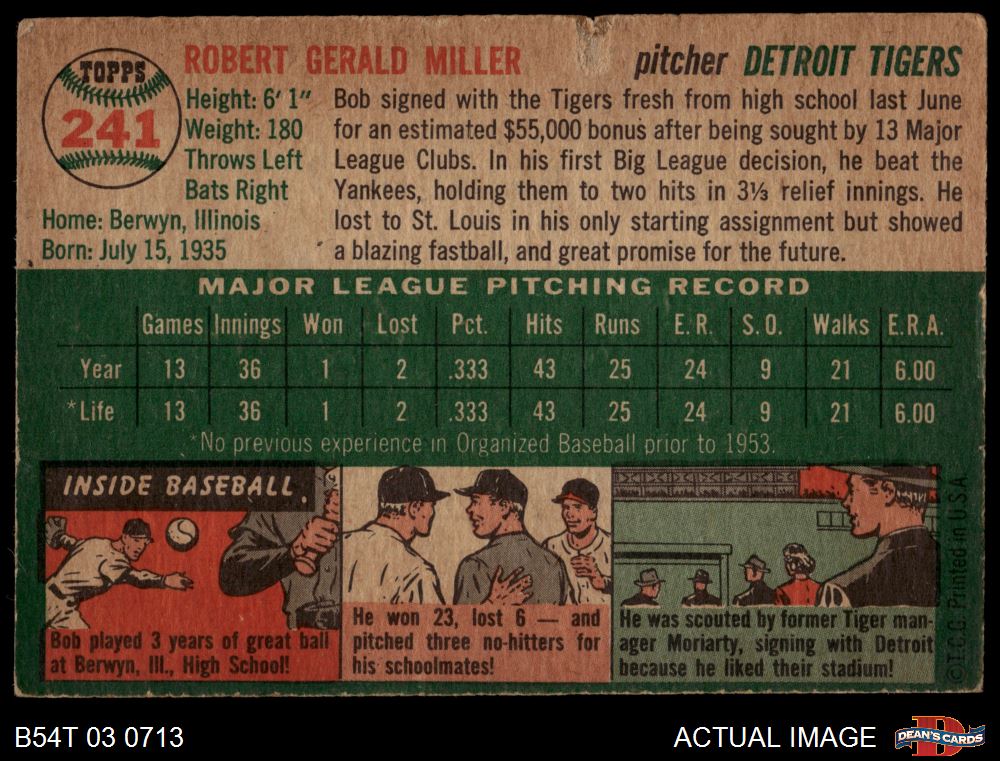 TOPPS
241
ROBERT GERALD MILLER
pitcher DETROIT TIGERS
Height: 6' 1"
Weight: 180
Throws Left
Bats Right
Home: Berwyn, Illinois
Born: July 15, 1935
Bob signed with the Tigers fresh from high school last June
for an estimated $55,000 bonus after being sought by 13 Major
League Clubs. In his first Big League decision, he beat the
Yankees, holding them to two hits in 3⅓ relief innings. He
lost to St. Louis in his only starting assignment but showed
a blazing fastball, and great promise for the future.
MAJOR LEAGUE PITCHING RECORD
Games Innings Won Lost Pct. Hits Runs E.R. S.O. Walks E.R.A.
Year 13 36 1 2 .333 43 25 24 9 21 6.00
*Life 13 36 1 2 .333 43 25 24 9 21 6.00
*No previous experience in Organized Baseball prior to 1953.
INSIDE BASEBALL.
Bob played 3 years of great ball
at Berwyn, Ill., High School!
He won 23, lost 6 — and
pitched three no-hitters for
his schoolmates!
He was scouted by former Tiger man-
ager Moriarty, signing with Detroit
because he liked their stadium!
©T.C.G. Printed in U.S.A.
B54T 03 0713
ACTUAL IMAGE
DEAN'S CARDS